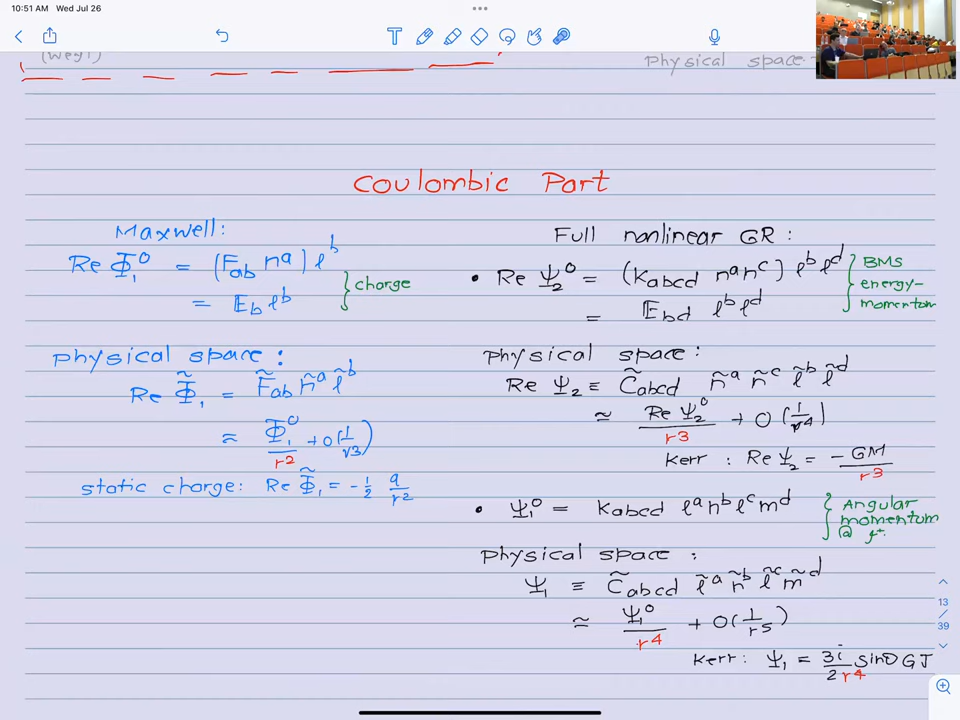 10:51 AM Wed Jul 26
(Weyl)
Physical space
Coulombic Part
Maxwell:
Re Φ₁⁰ = (F_ab n^a) l^b
= E_b l^b } charge
Physical space:
Re Φ̃₁ = F̃_ab ñ^a l̃^b
≈ Φ₁⁰/r² + O(1/r³)
static charge: Re Φ̃₁ = -1/2 q/r²
Full nonlinear GR:
• Re Ψ₂⁰ = (K_abcd n^a n^c) l^b l^d
= E_bd l^b l^d
} BMS
energy-
momentum
Physical space:
Re Ψ₂ ≡ C̃_abcd ñ^a ñ^c l̃^b l̃^d
≈ Re Ψ₂⁰/r³ + O(1/r⁴)
Kerr: Re Ψ₂ = -GM/r³
• Ψ₁⁰ = K_abcd l^a n^b l^c m^d
} Angular
momentum
@
Physical space:
Ψ₁ ≡ C̃_abcd l̃^a ñ^b l̃^c m̃^d
≈ Ψ₁⁰/r⁴ + O(1/r⁵)
Kerr: Ψ₁ = 3i/2r⁴ sinθ GJ
13
/
39